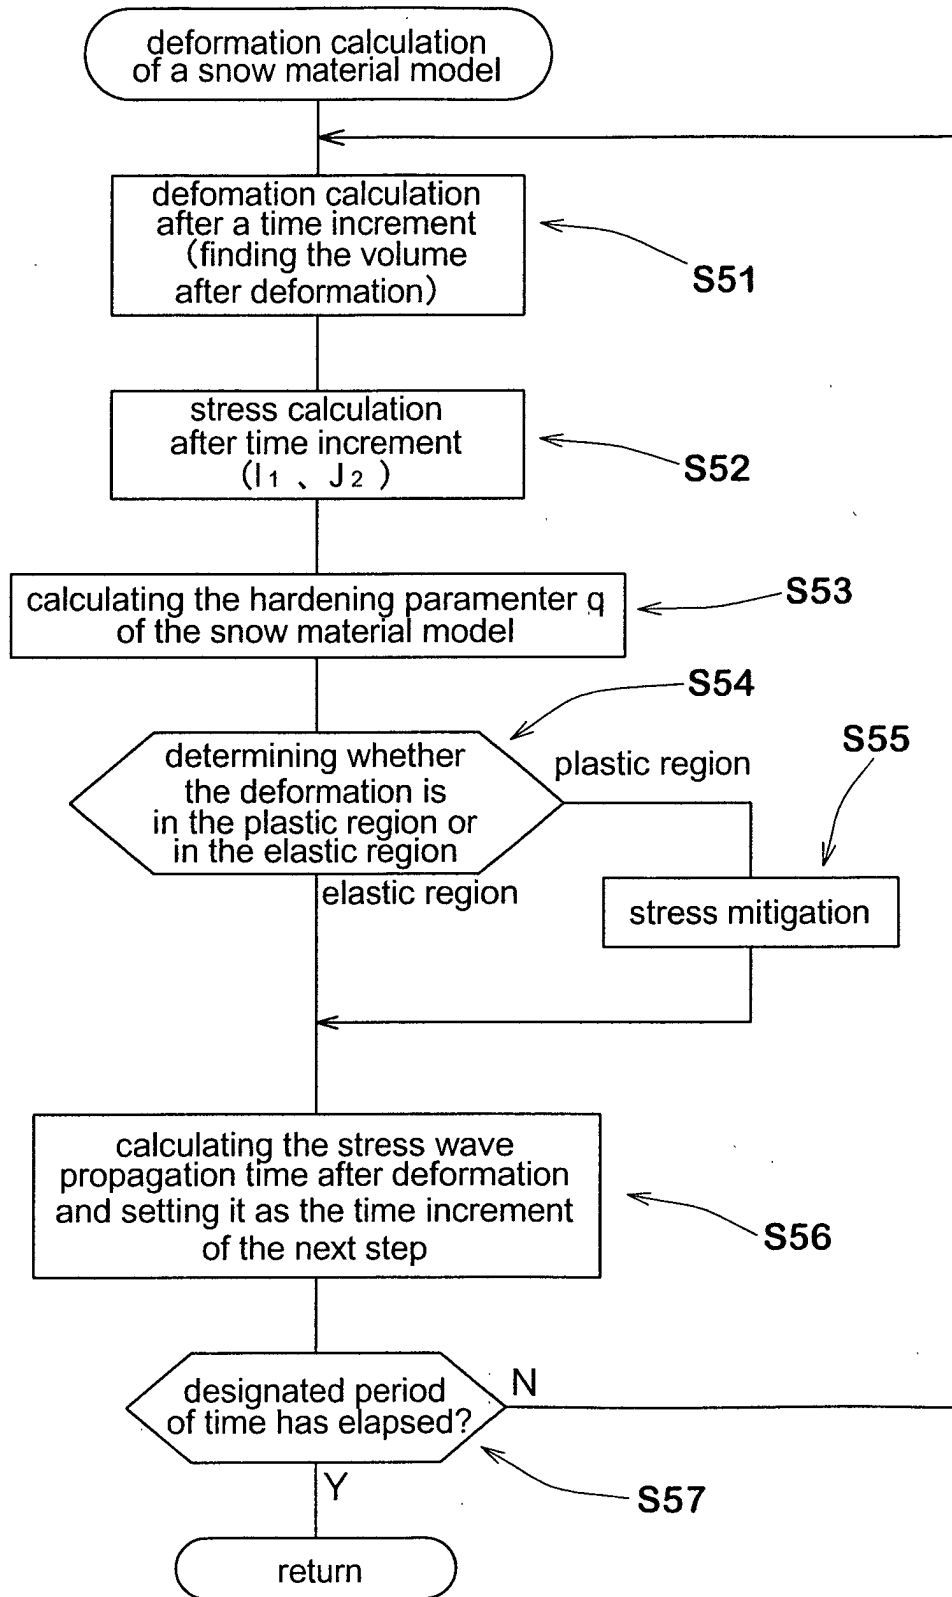 deformation calculation
of a snow material model
defomation calculation
after a time increment
(finding the volume
after deformation)
S51
stress calculation
after time increment
(I₁、J₂)
S52
calculating the hardening paramenter q
of the snow material model
S53
S54
determining whether
the deformation is
in the plastic region or
in the elastic region
plastic region
S55
elastic region
stress mitigation
calculating the stress wave
propagation time after deformation
and setting it as the time increment
of the next step
S56
designated period
of time has elapsed?
N
S57
Y
return